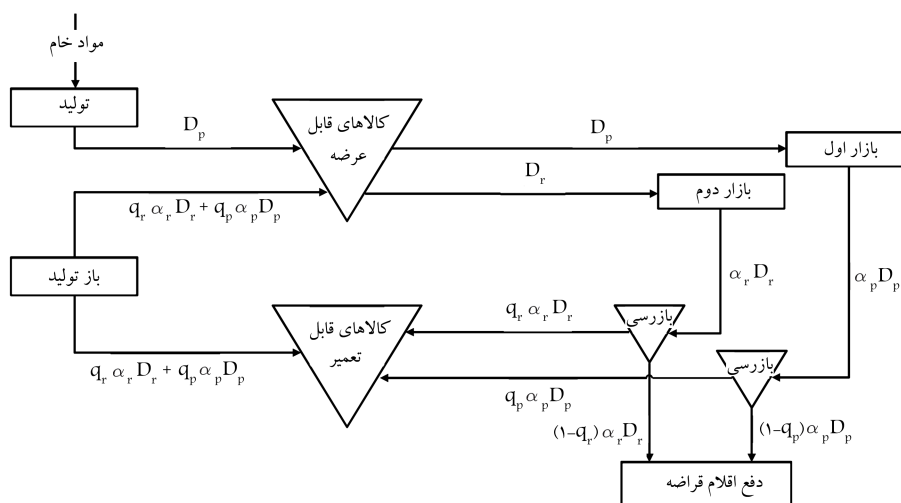 مواد خام
تولید
D_p
کالاهای قابل
عرضه
D_p
بازار اول
D_r
بازار دوم
q_r α_r D_r + q_p α_p D_p
باز تولید
α_r D_r
α_p D_p
کالاهای قابل
تعمیر
q_r α_r D_r
بازرسی
q_r α_r D_r + q_p α_p D_p
q_p α_p D_p
بازرسی
(۱-q_r) α_r D_r
(۱-q_p) α_p D_p
دفع اقلام قراضه